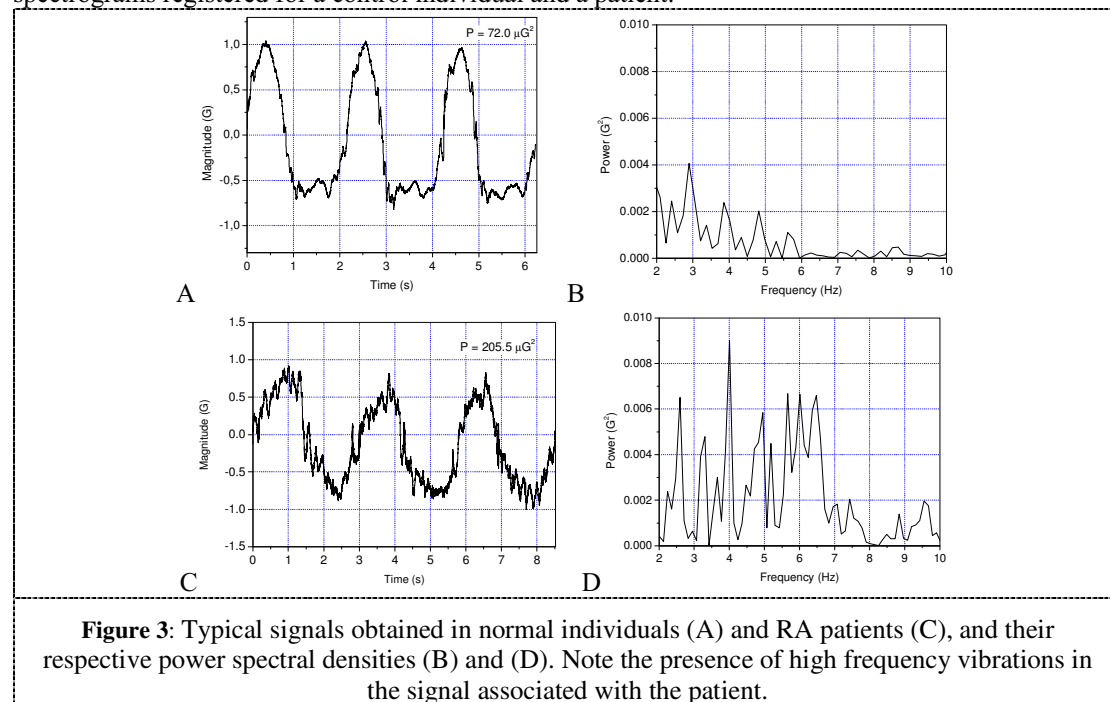 spectrograms registered for a control individual and a patient.
P = 72.0 µG²
1,0
0,5
0,0
-0,5
-1,0
Magnitude (G)
0 1 2 3 4 5 6
Time (s)
A
0.010
0.008
0.006
0.004
0.002
0.000
Power (G²)
2 3 4 5 6 7 8 9 10
Frequency (Hz)
B
P = 205.5 µG²
1.5
1.0
0.5
0.0
-0.5
-1.0
-1.5
Magnitude (G)
0 1 2 3 4 5 6 7 8
Time (s)
C
0.010
0.008
0.006
0.004
0.002
0.000
Power (G²)
2 3 4 5 6 7 8 9 10
Frequency (Hz)
D
Figure 3: Typical signals obtained in normal individuals (A) and RA patients (C), and their
respective power spectral densities (B) and (D). Note the presence of high frequency vibrations in
the signal associated with the patient.